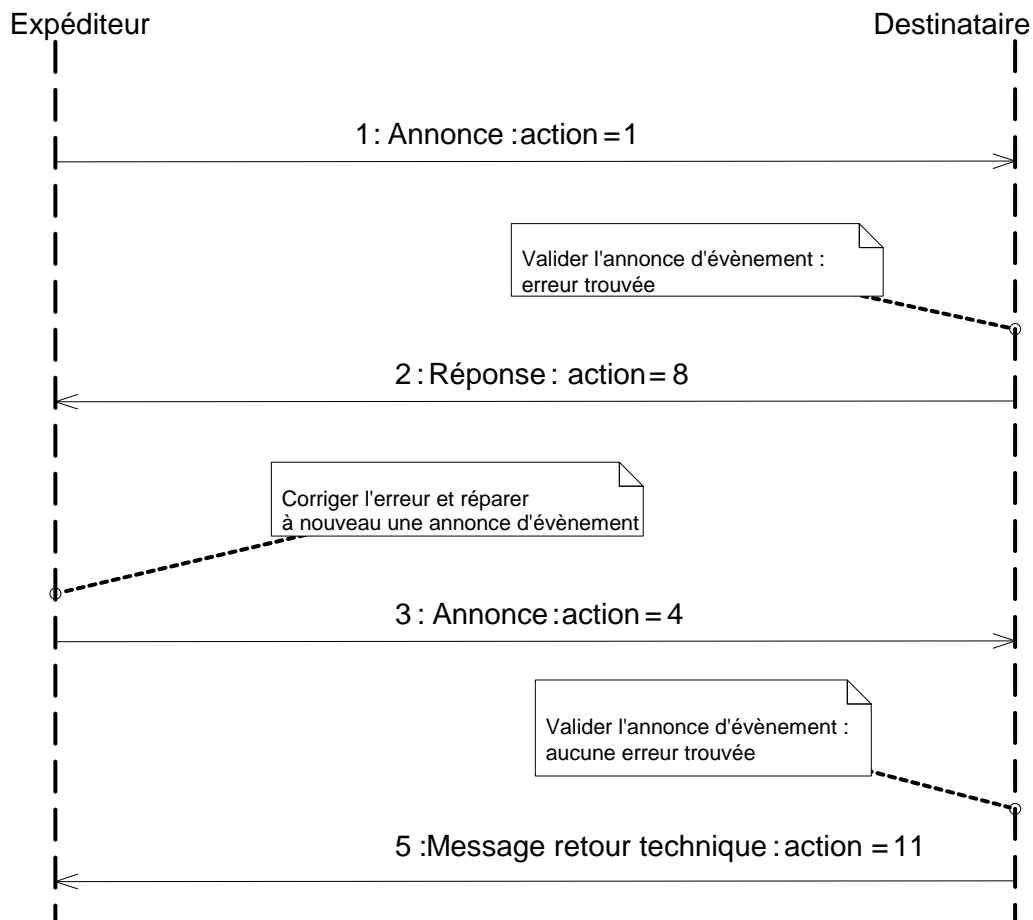 Expéditeur
Destinataire
1: Annonce :action =1
Valider l'annonce d'évènement :
erreur trouvée
2 : Réponse : action= 8
Corriger l'erreur et réparer
à nouveau une annonce d'évènement
3 : Annonce :action = 4
Valider l'annonce d'évènement :
aucune erreur trouvée
5 :Message retour technique : action =11